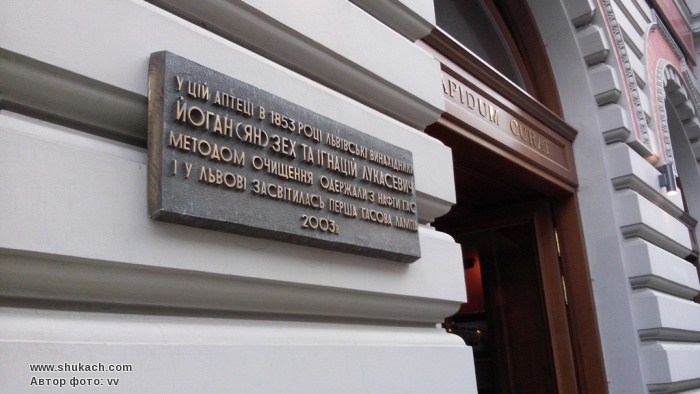 У ЦІЙ АПТЕЦІ В 1853 РОЦІ ЛЬВІВСЬКІ ВИНАХІДНИКИ
ЙОГАН (ЯН) ЗЕХ ТА ІГНАЦІЙ ЛУКАСЕВИЧ
МЕТОДОМ ОЧИЩЕННЯ ОДЕРЖАЛИ З НАФТИ ГАС
І У ЛЬВОВІ ЗАСВІТИЛАСЬ ПЕРША ГАСОВА ЛАМПА
2003р.
APIDUM CURAT
www.shukach.com
Автор фото: vv